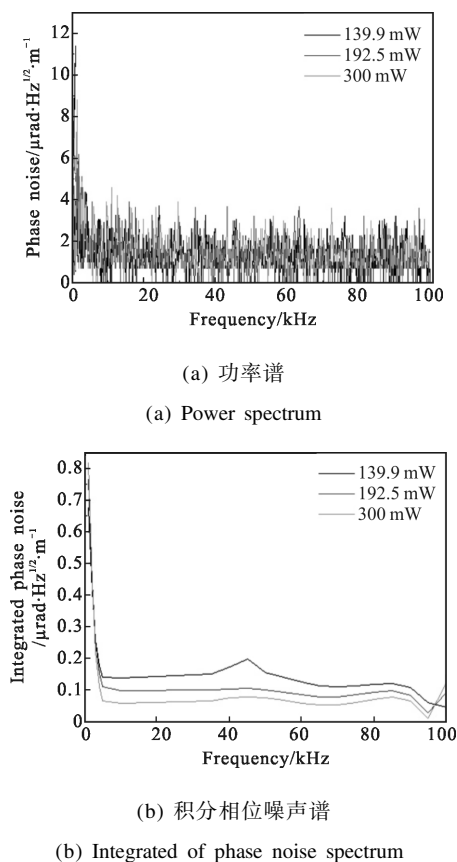 12
10
8
6
4
2
0
Phase noise/μrad·Hz^1/2·m^-1
139.9 mW
192.5 mW
300 mW
0 20 40 60 80 100
Frequency/kHz
(a) 功率谱
(a) Power spectrum
0.8
0.7
0.6
0.5
0.4
0.3
0.2
0.1
0
Integrated phase noise
/μrad·Hz^1/2·m^-1
139.9 mW
192.5 mW
300 mW
0 20 40 60 80 100
Frequency/kHz
(b) 积分相位噪声谱
(b) Integrated of phase noise spectrum